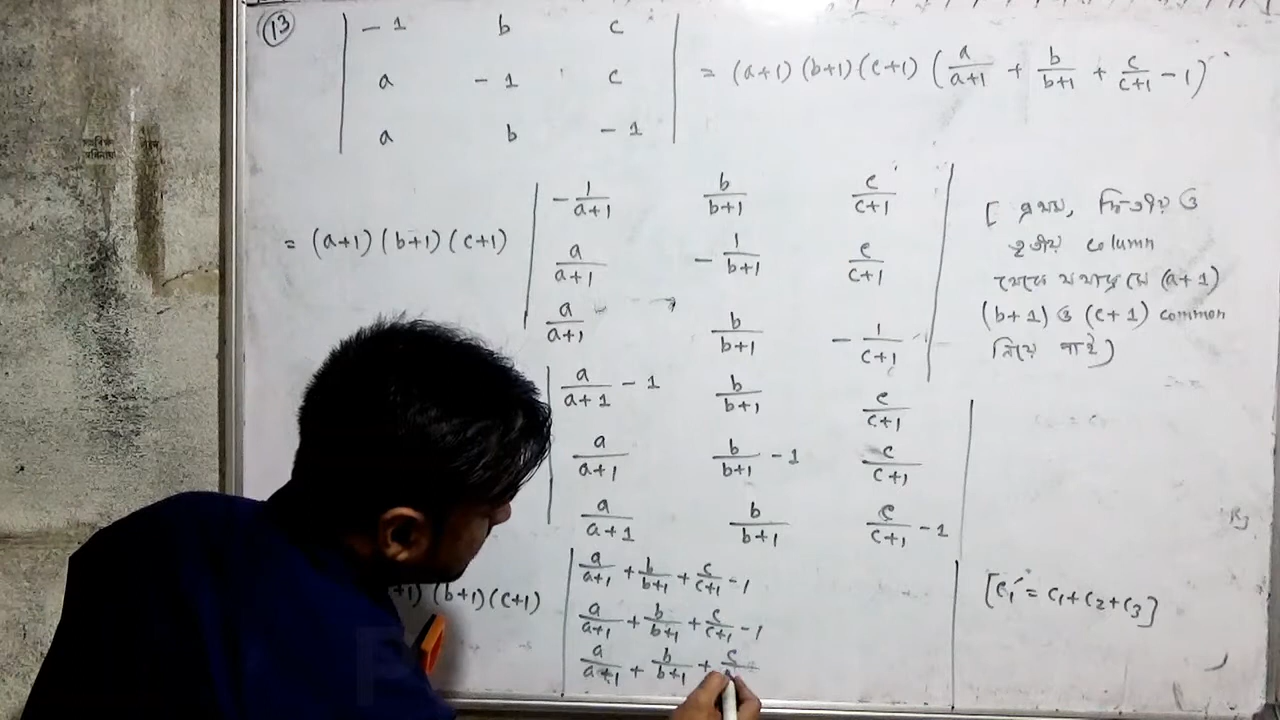 13
| -1 b c |
| a -1 c | = (a+1) (b+1) (c+1) (a/(a+1) + b/(b+1) + c/(c+1) - 1)
| a b -1 |
= (a+1) (b+1) (c+1) | -1/(a+1) b/(b+1) c/(c+1) |
| a/(a+1) -1/(b+1) c/(c+1) |
| a/(a+1) b/(b+1) -1/(c+1) |
[ প্রথম, দ্বিতীয় ও
তৃতীয় column
থেকে যথাক্রমে (a+1)
(b+1) ও (c+1) common
নিয়ে পাই)
| a/(a+1) - 1 b/(b+1) c/(c+1) |
| a/(a+1) b/(b+1) - 1 c/(c+1) |
| a/(a+1) b/(b+1) c/(c+1) - 1 |
+1) (b+1) (c+1) | a/(a+1) + b/(b+1) + c/(c+1) - 1 | [c₁′ = c₁+c₂+c₃]
a/(a+1) + b/(b+1) + c/(c+1) - 1
a/(a+1) + b/(b+1) + c